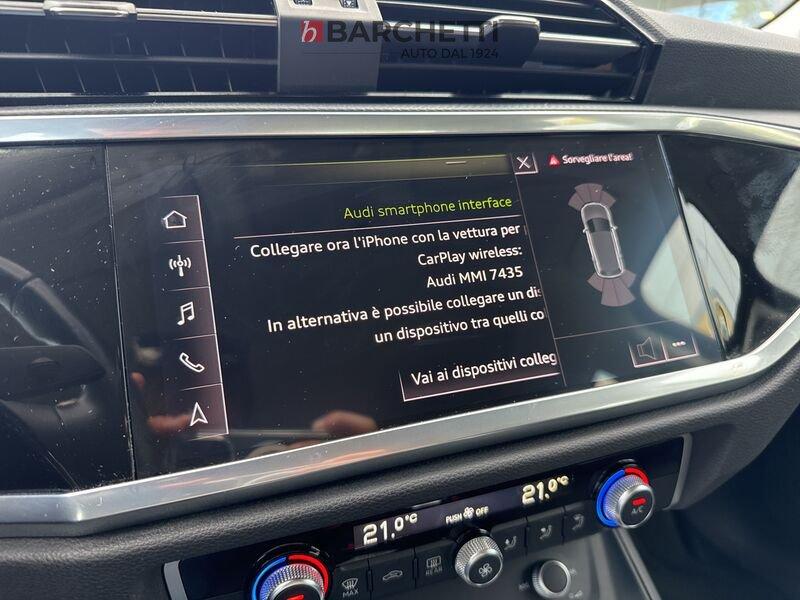 b BARCHETTI
AUTO DAL 1924
Sorvegliare l'area!
Audi smartphone interface
Collegare ora l'iPhone con la vettura per
CarPlay wireless:
Audi MMI 7435
In alternativa è possibile collegare un dis
un dispositivo tra quelli co
Vai ai dispositivi colleg
21.0°C
PUSH OFF
21.0°C
A/C
MAX
REAR